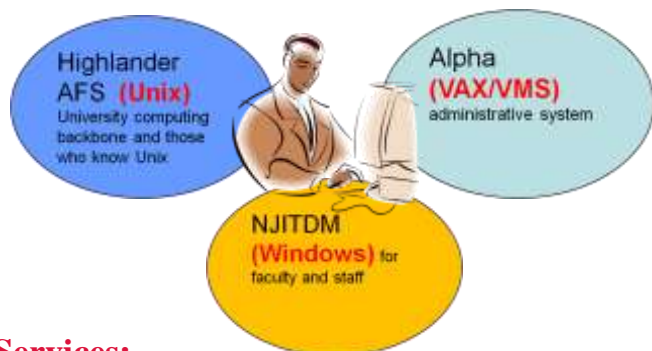 Highlander
AFS (Unix)
University computing
backbone and those
who know Unix
Alpha
(VAX/VMS)
administrative system
NJITDM
(Windows) for
faculty and staff
Services: